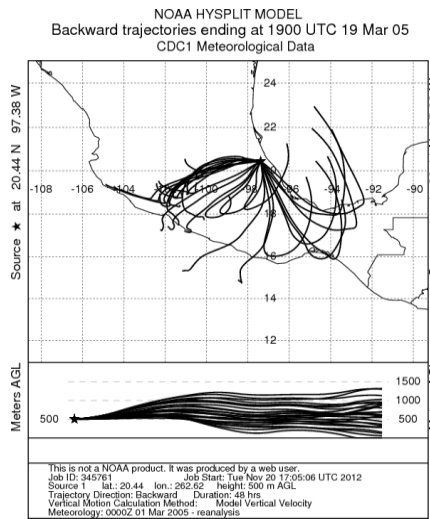 NOAA HYSPLIT MODEL
Backward trajectories ending at 1900 UTC 19 Mar 05
CDC1 Meteorological Data
Source ★ at 20.44 N 97.38 W
24
22
20
-108 -106 -104 -102 -100 -98 -96 -94 -92 -90
18
16
14
12
Meters AGL
1500
1000
500 500
This is not a NOAA product. It was produced by a web user.
Job ID: 345761 Job Start: Tue Nov 20 17:05:06 UTC 2012
Source 1 lat.: 20.44 lon.: 262.62 height: 500 m AGL
Trajectory Direction: Backward Duration: 48 hrs
Vertical Motion Calculation Method: Model Vertical Velocity
Meteorology: 0000Z 01 Mar 2005 - reanalysis